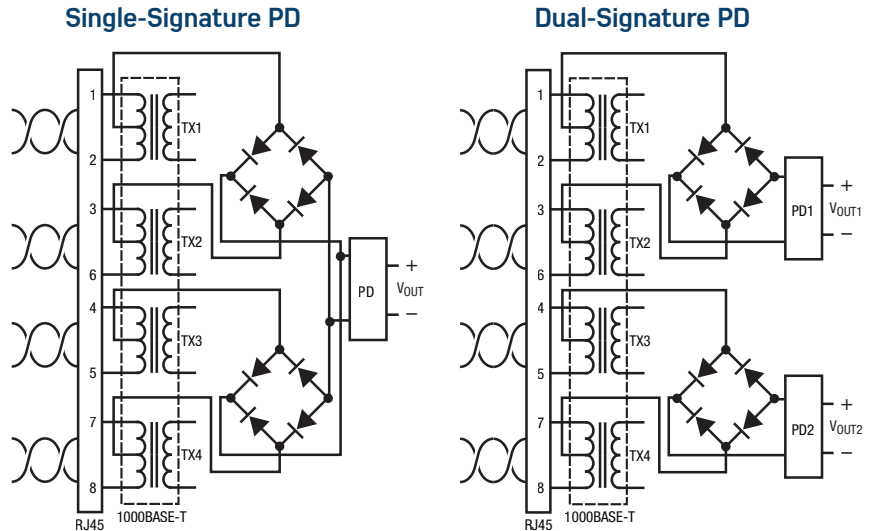 Single-Signature PD
1
2
3
6
4
5
7
8
TX1
TX2
TX3
TX4
PD
+
VOUT
−
RJ45
1000BASE-T
Dual-Signature PD
1
2
3
6
4
5
7
8
TX1
TX2
TX3
TX4
PD1
+
VOUT1
−
PD2
+
VOUT2
−
RJ45
1000BASE-T